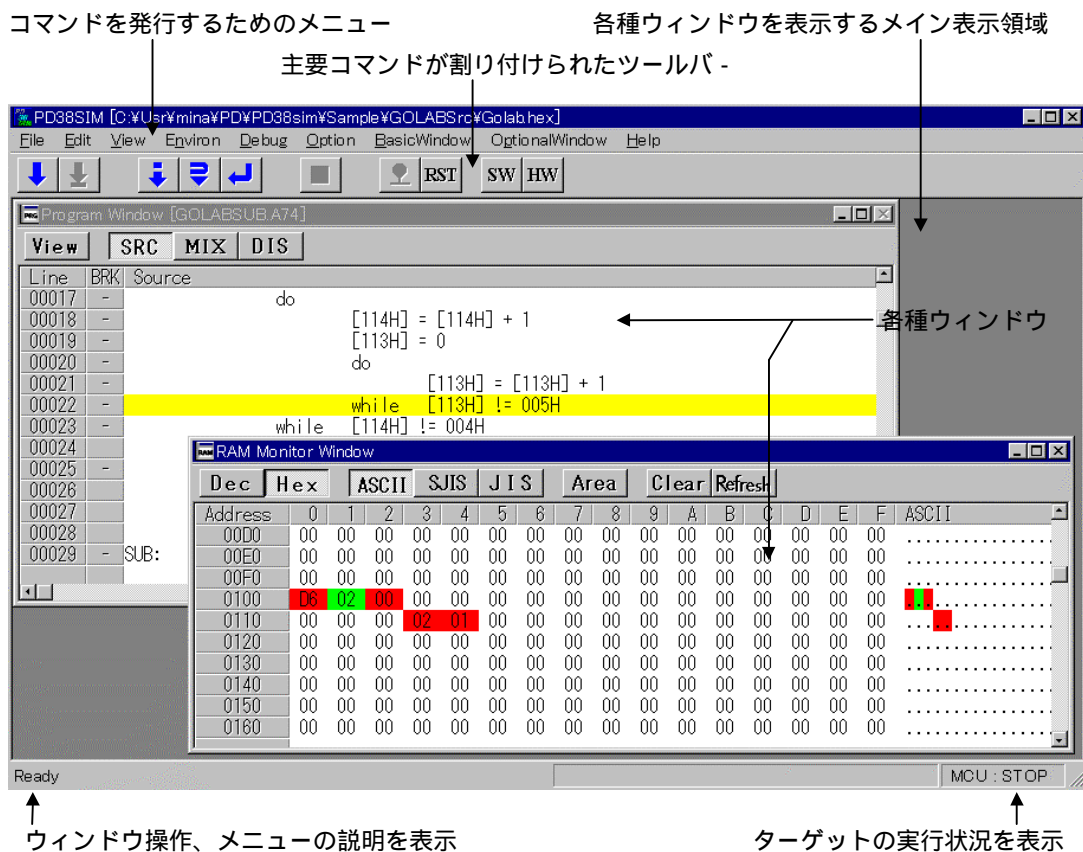 コマンドを発行するためのメニュー
各種ウィンドウを表示するメイン表示領域
主要コマンドが割り付けられたツールバ -
PD38SIM [C:¥Usr¥mina¥PD¥PD38sim¥Sample¥GOLABSrc¥Golab.hex]
File Edit View Environ Debug Option BasicWindow OptionalWindow Help
RST SW HW
PRG Program Window [GOLABSUB.A74]
View SRC MIX DIS
Line BRK Source
00017 - do
00018 - [114H] = [114H] + 1
各種ウィンドウ
00019 - [113H] = 0
00020 - do
00021 - [113H] = [113H] + 1
00022 - while [113H] != 005H
00023 - while [114H] != 004H
00024
00025 -
00026
00027
00028
00029 - SUB:
RAM RAM Monitor Window
Dec Hex ASCII SJIS JIS Area Clear Refresh
Address 0 1 2 3 4 5 6 7 8 9 A B C D E F ASCII
00D0 00 00 00 00 00 00 00 00 00 00 00 00 00 00 00 00 ................
00E0 00 00 00 00 00 00 00 00 00 00 00 00 00 00 00 00 ................
00F0 00 00 00 00 00 00 00 00 00 00 00 00 00 00 00 00 ................
0100 D6 02 00 00 00 00 00 00 00 00 00 00 00 00 00 00 ................
0110 00 00 00 02 01 00 00 00 00 00 00 00 00 00 00 00 ................
0120 00 00 00 00 00 00 00 00 00 00 00 00 00 00 00 00 ................
0130 00 00 00 00 00 00 00 00 00 00 00 00 00 00 00 00 ................
0140 00 00 00 00 00 00 00 00 00 00 00 00 00 00 00 00 ................
0150 00 00 00 00 00 00 00 00 00 00 00 00 00 00 00 00 ................
0160 00 00 00 00 00 00 00 00 00 00 00 00 00 00 00 00 ................
Ready
MCU : STOP
ウィンドウ操作、メニューの説明を表示
ターゲットの実行状況を表示